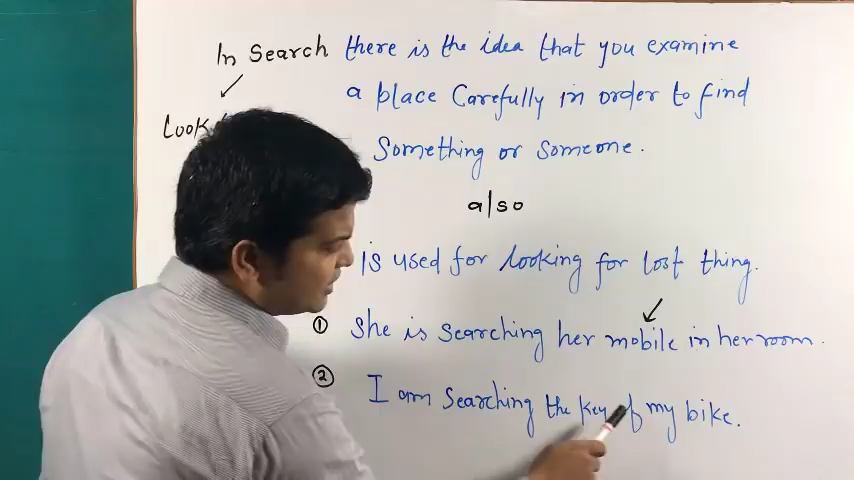 In Search there is the idea that you examine
a place Carefully in order to find
Look
Something or Someone.
also
is used for looking for lost thing.
① She is Searching her mobile in her room.
② I am Searching the key of my bike.